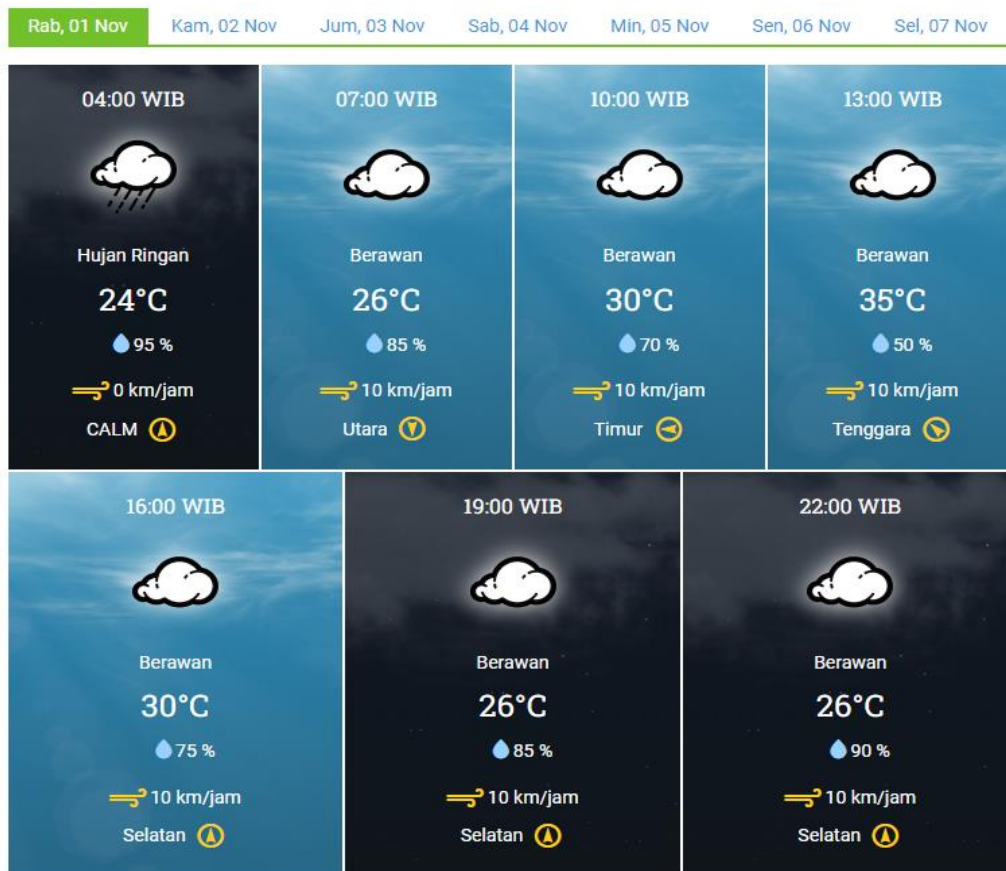 Rab, 01 Nov Kam, 02 Nov Jum, 03 Nov Sab, 04 Nov Min, 05 Nov Sen, 06 Nov Sel, 07 Nov
04:00 WIB
Hujan Ringan
24°C
95 %
0 km/jam
CALM
07:00 WIB
Berawan
26°C
85 %
10 km/jam
Utara
10:00 WIB
Berawan
30°C
70 %
10 km/jam
Timur
13:00 WIB
Berawan
35°C
50 %
10 km/jam
Tenggara
16:00 WIB
Berawan
30°C
75 %
10 km/jam
Selatan
19:00 WIB
Berawan
26°C
85 %
10 km/jam
Selatan
22:00 WIB
Berawan
26°C
90 %
10 km/jam
Selatan